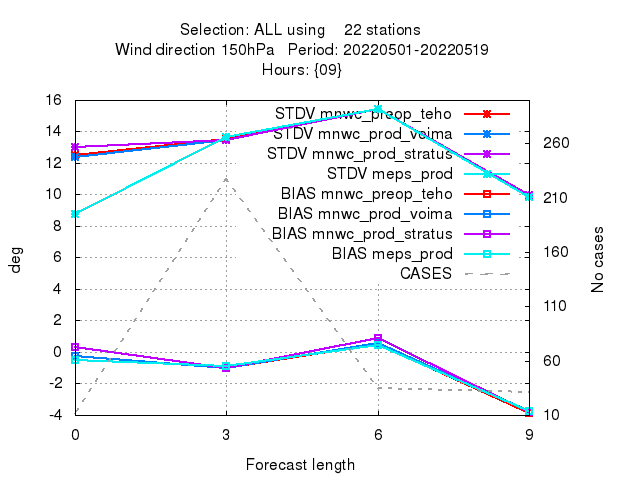 Selection: ALL using 22 stations
Wind direction 150hPa Period: 20220501-20220519
Hours: {09}
16
14
12
10
8
6
4
2
0
-2
-4
deg
STDV mnwc_preop_teho
STDV mnwc_prod_voima
STDV mnwc_prod_stratus
STDV meps_prod
BIAS mnwc_preop_teho
BIAS mnwc_prod_voima
BIAS mnwc_prod_stratus
BIAS meps_prod
CASES
260
210
160
110
60
10
No cases
0 3 6 9
Forecast length